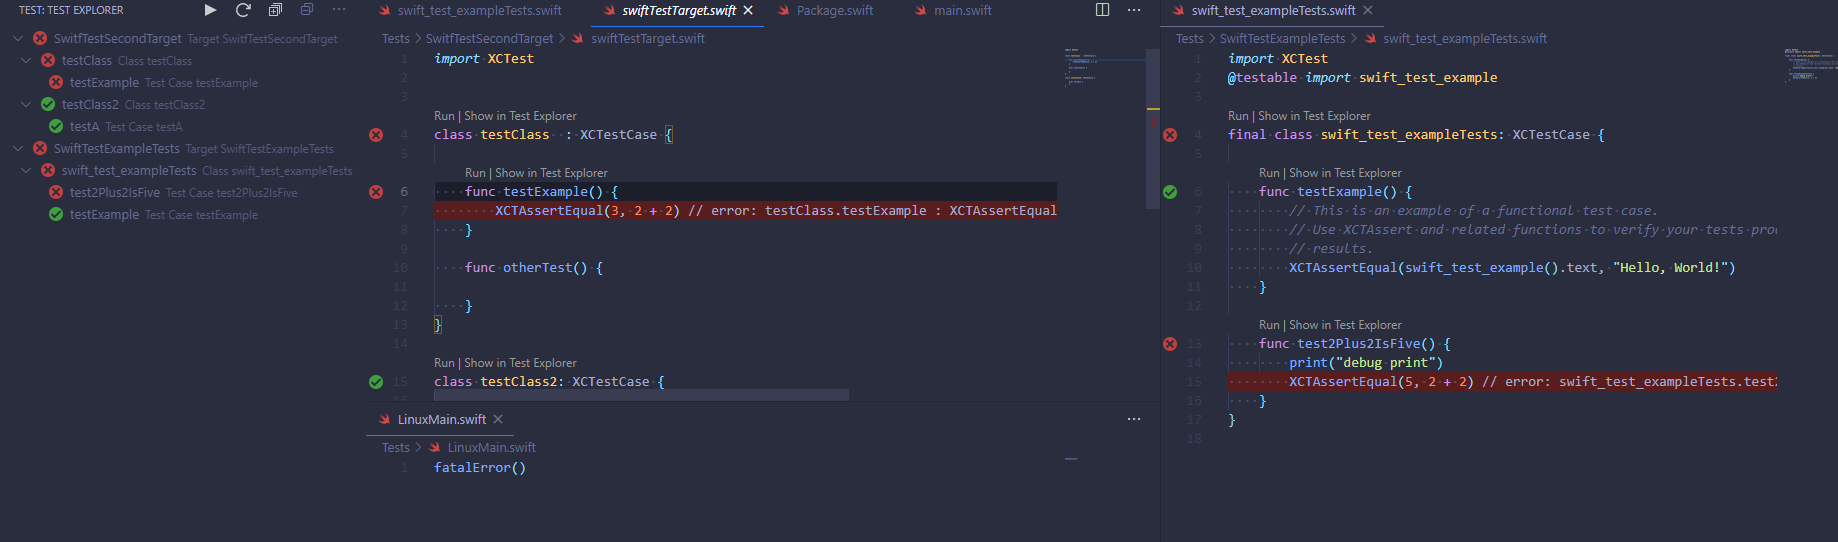 TEST: TEST EXPLORER
SwitfTestSecondTarget Target SwitfTestSecondTarget
testClass Class testClass
testExample Test Case testExample
testClass2 Class testClass2
testA Test Case testA
SwiftTestExampleTests Target SwiftTestExampleTests
swift_test_exampleTests Class swift_test_exampleTests
test2Plus2IsFive Test Case test2Plus2IsFive
testExample Test Case testExample
swift_test_exampleTests.swift swiftTestTarget.swift Package.swift main.swift
Tests > SwitfTestSecondTarget > swiftTestTarget.swift
1 import XCTest
2
3
Run | Show in Test Explorer
4 class testClass : XCTestCase {
5
Run | Show in Test Explorer
6 func testExample() {
7 XCTAssertEqual(3, 2 + 2) // error: testClass.testExample : XCTAssertEqual
8 }
9
10 func otherTest() {
11
12 }
13 }
14
Run | Show in Test Explorer
15 class testClass2: XCTestCase {
16
LinuxMain.swift
Tests > LinuxMain.swift
1 fatalError()
swift_test_exampleTests.swift
Tests > SwiftTestExampleTests > swift_test_exampleTests.swift
1 import XCTest
2 @testable import swift_test_example
3
Run | Show in Test Explorer
4 final class swift_test_exampleTests: XCTestCase {
5
Run | Show in Test Explorer
6 func testExample() {
7 // This is an example of a functional test case.
8 // Use XCTAssert and related functions to verify your tests prod
9 // results.
10 XCTAssertEqual(swift_test_example().text, "Hello, World!")
11 }
12
Run | Show in Test Explorer
13 func test2Plus2IsFive() {
14 print("debug print")
15 XCTAssertEqual(5, 2 + 2) // error: swift_test_exampleTests.test2
16 }
17 }
18